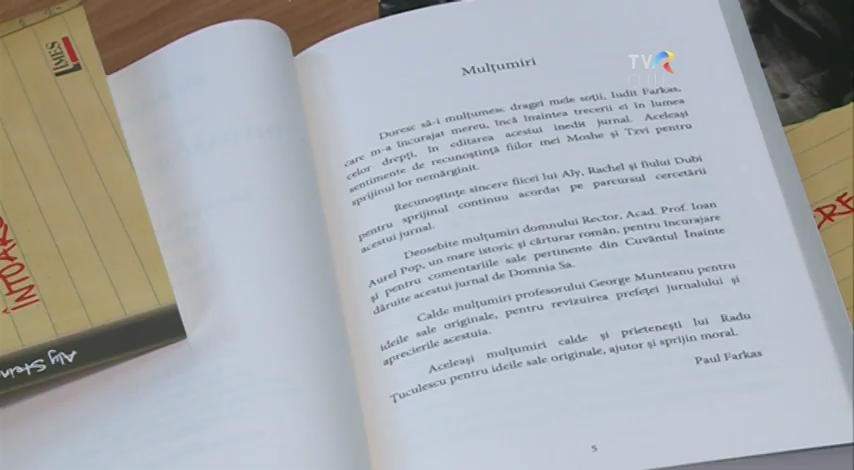 LIMES
ÎNTOARC
Aly Stein
TVR
CLUJ
Mulțumiri
Doresc să-i mulțumesc dragei mele soții, Iudit Farkas,
care m-a încurajat mereu, încă înaintea trecerii ei în lumea
celor drepți, în editarea acestui inedit jurnal. Aceleași
sentimente de recunoștință fiilor mei Moshe și Tzvi pentru
sprijinul lor nemărginit.
Recunoștințe sincere fiicei lui Aly, Rachel și fiului Dubi
pentru sprijinul continuu acordat pe parcursul cercetării
acestui jurnal.
Deosebite mulțumiri domnului Rector, Acad. Prof. Ioan
Aurel Pop, un mare istoric și cărturar român, pentru încurajare
și pentru comentariile sale pertinente din Cuvântul Înainte
dăruite acestui jurnal de Domnia Sa.
Calde mulțumiri profesorului George Munteanu pentru
ideile sale originale, pentru revizuirea prefeței jurnalului și
aprecierile acestuia.
Aceleași mulțumiri calde și prietenești lui Radu
Țuculescu pentru ideile sale originale, ajutor și sprijin moral.
Paul Farkas
5
ERE